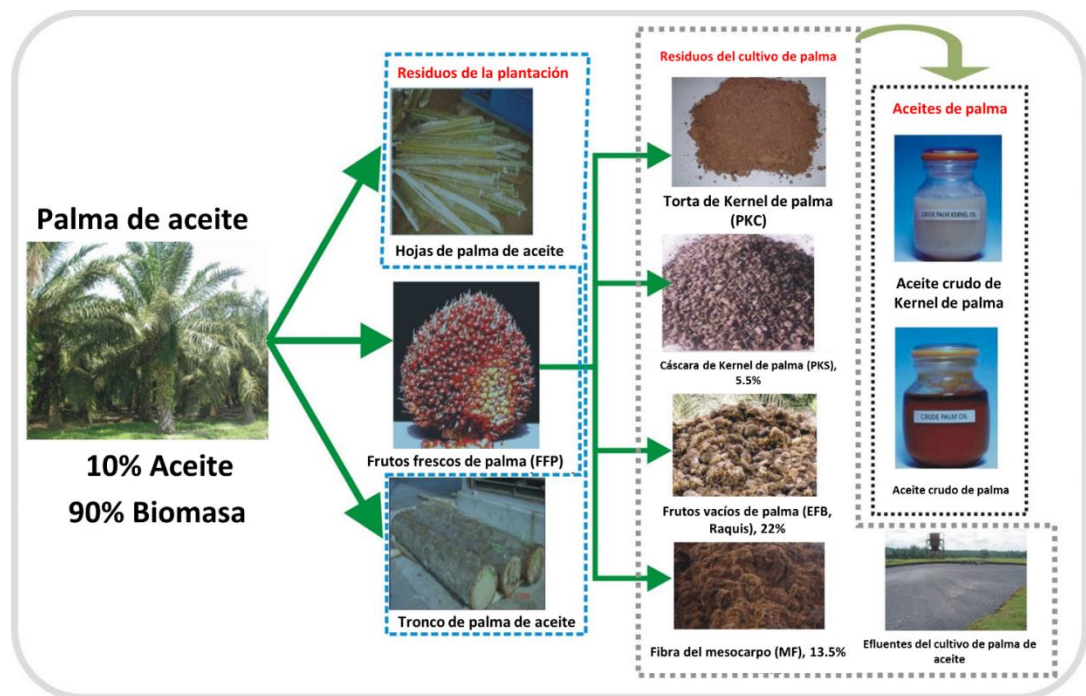 Palma de aceite
10% Aceite
90% Biomasa
Residuos de la plantación
Hojas de palma de aceite
Frutos frescos de palma (FFP)
Tronco de palma de aceite
Residuos del cultivo de palma
Torta de Kernel de palma
(PKC)
Cáscara de Kernel de palma (PKS),
5.5%
Frutos vacíos de palma (EFB,
Raquis), 22%
Fibra del mesocarpo (MF), 13.5%
Aceites de palma
CRUDE PALM KERNEL OIL
Aceite crudo de
Kernel de palma
CRUDE PALM OIL
Aceite crudo de palma
Efluentes del cultivo de palma de
aceite